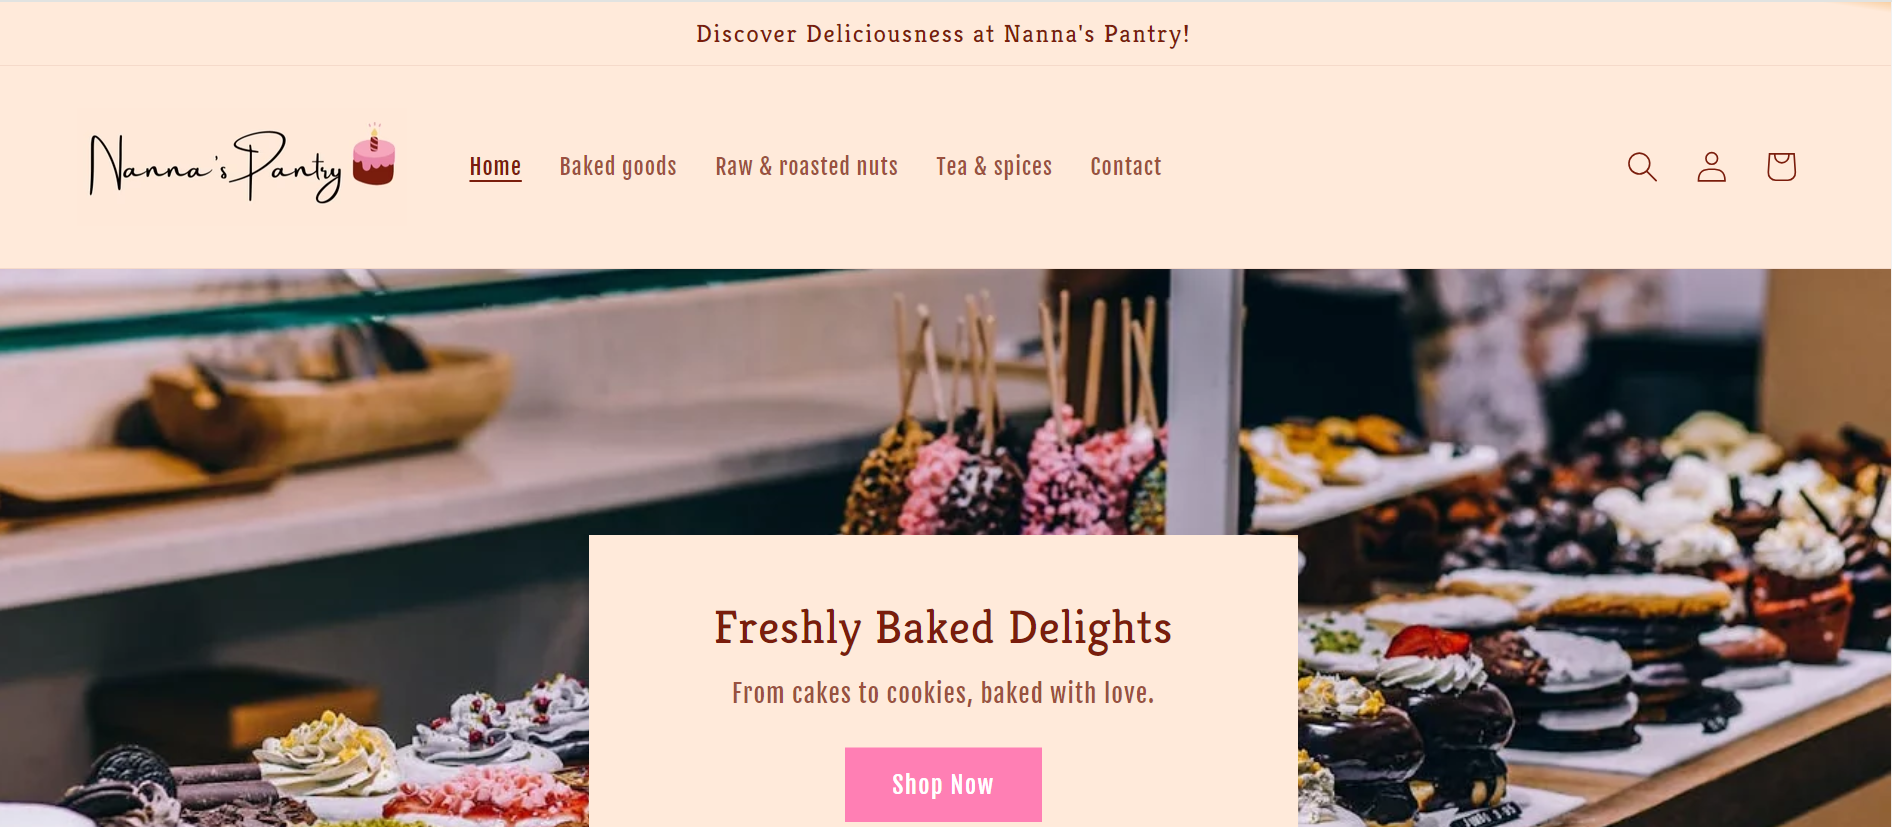 Discover Deliciousness at Nanna's Pantry!
Nanna's Pantry
Home Baked goods Raw & roasted nuts Tea & spices Contact
Freshly Baked Delights
From cakes to cookies, baked with love.
Shop Now